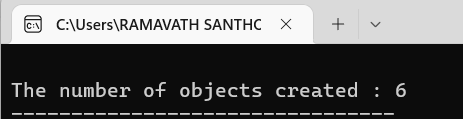 C:\Users\RAMAVATH SANTHC
The number of objects created : 6
--------------------------------